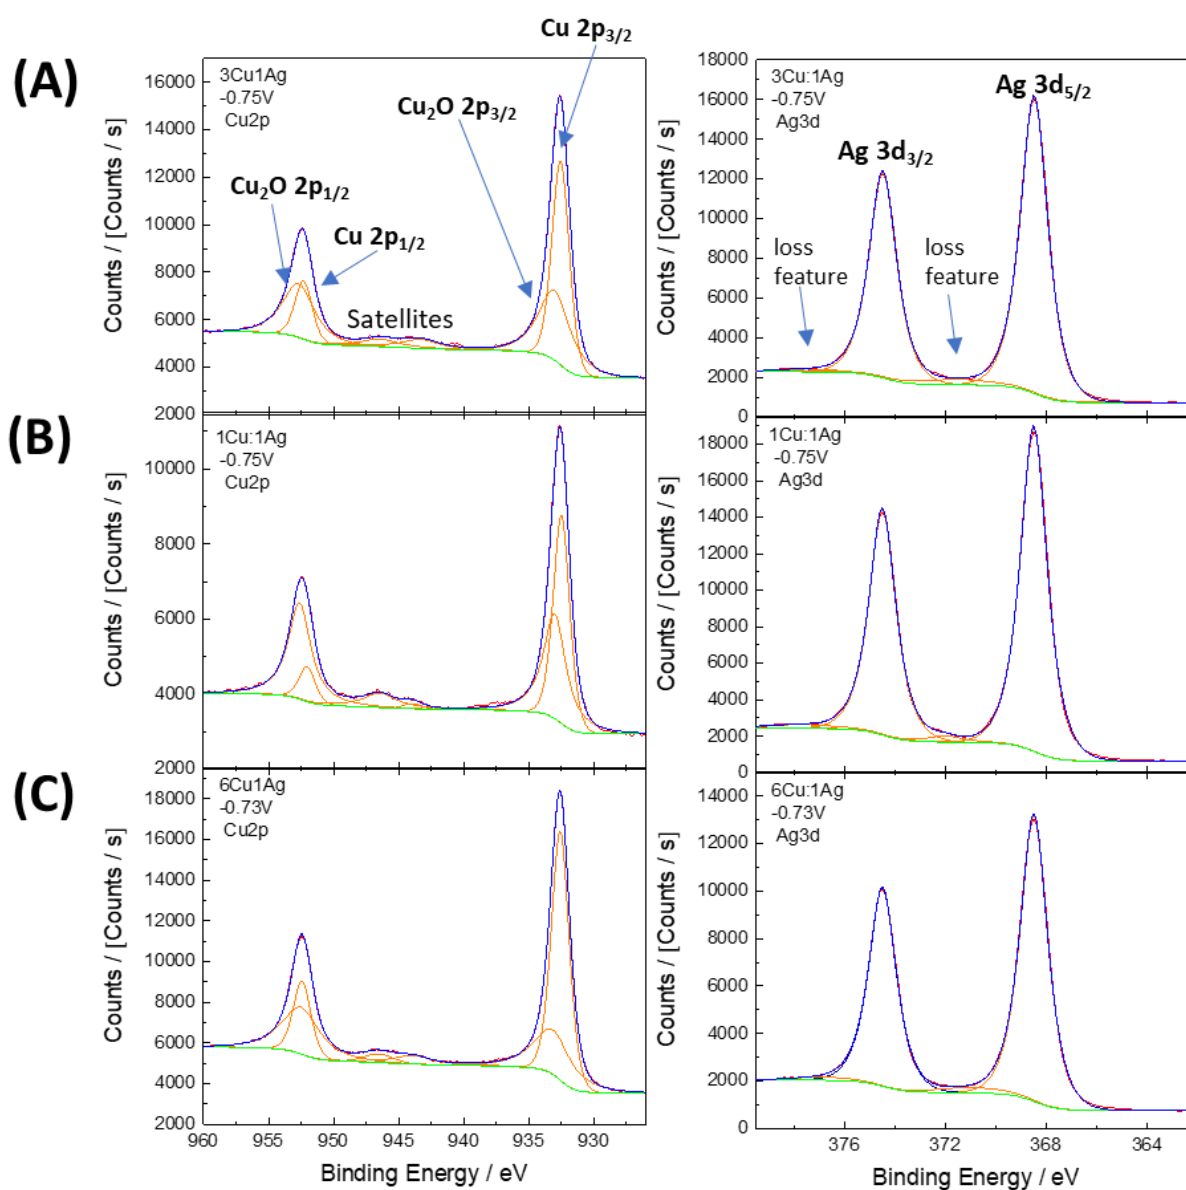 (A)
3Cu1Ag
-0.75V
Cu2p
Cu 2p3/2
Cu2O 2p3/2
Cu2O 2p1/2
Cu 2p1/2
Satellites
Counts / [Counts / s]
16000
14000
12000
10000
8000
6000
4000
2000
3Cu:1Ag
-0.75V
Ag3d
Ag 3d5/2
Ag 3d3/2
loss
feature
loss
feature
Counts / [Counts / s]
18000
16000
14000
12000
10000
8000
6000
4000
2000
0
(B)
1Cu:1Ag
-0.75V
Cu2p
Counts / [Counts / s]
10000
8000
6000
4000
2000
1Cu:1Ag
-0.75V
Ag3d
Counts / [Counts / s]
18000
16000
14000
12000
10000
8000
6000
4000
2000
0
(C)
6Cu1Ag
-0.73V
Cu2p
Counts / [Counts / s]
18000
16000
14000
12000
10000
8000
6000
4000
2000
960 955 950 945 940 935 930
Binding Energy / eV
6Cu:1Ag
-0.73V
Ag3d
Counts / [Counts / s]
14000
12000
10000
8000
6000
4000
2000
0
376 372 368 364
Binding Energy / eV